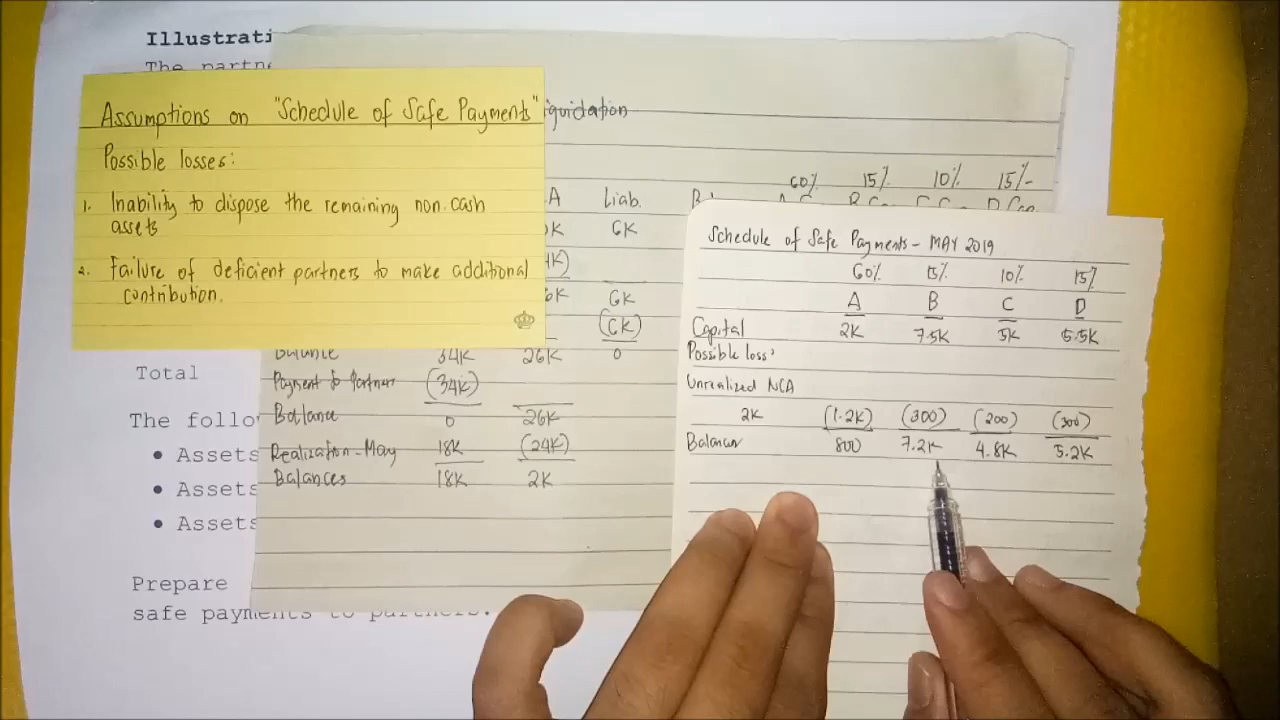 Illustrati
The partne
Assumptions on "Schedule of Safe Payments"
Possible losses:
1. Inability to dispose the remaining non-cash
assets
2. Failure of deficient partners to make additional
contribution.
iquidation
60% 15% 10% 15%
A Liab.
6K
6K
(6K)
Balance 34K 26K 0
Payment to Partners (34K)
Balance 0 26K
Realization-May 18K (24K)
Balances 18K 2K
Schedule of Safe Payments - MAY 2019
60% 15% 10% 15%
A B C D
Capital 2K 7.5K 5K 5.5K
Possible loss:
Unrealized NCA
2K (1.2K) (300) (200) (300)
Balance 800 7.2K 4.8K 5.2K
Total
The follo
• Assets
• Assets
• Assets
Prepare
safe payments to partners.